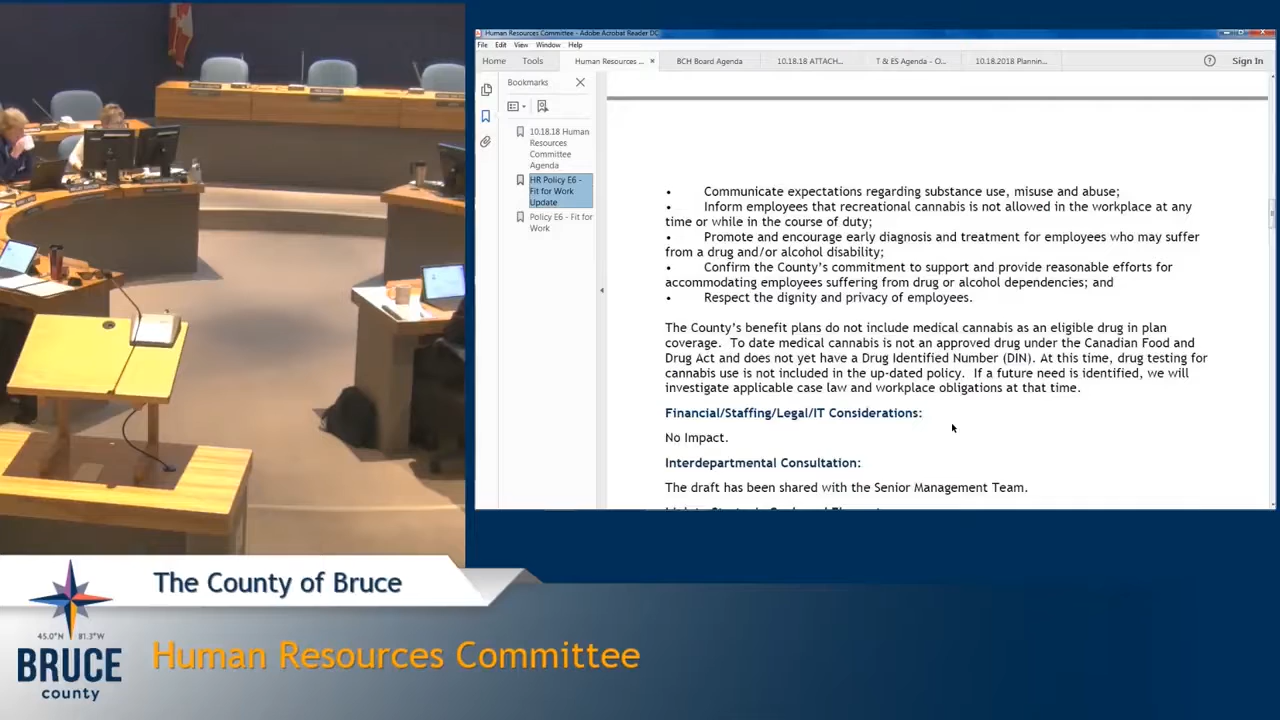 Human Resources Committee - Adobe Acrobat Reader DC
File Edit View Window Help
Home Tools Human Resources ... × BCH Board Agenda 10.18.18 ATTACH... T & ES Agenda - O... 10.18.2018 Plannin... Sign In
Bookmarks
10.18.18 Human
Resources
Committee
Agenda
HR Policy E6 -
Fit for Work
Update
Policy E6 - Fit for
Work
• Communicate expectations regarding substance use, misuse and abuse;
• Inform employees that recreational cannabis is not allowed in the workplace at any
time or while in the course of duty;
• Promote and encourage early diagnosis and treatment for employees who may suffer
from a drug and/or alcohol disability;
• Confirm the County's commitment to support and provide reasonable efforts for
accommodating employees suffering from drug or alcohol dependencies; and
• Respect the dignity and privacy of employees.
The County's benefit plans do not include medical cannabis as an eligible drug in plan
coverage. To date medical cannabis is not an approved drug under the Canadian Food and
Drug Act and does not yet have a Drug Identified Number (DIN). At this time, drug testing for
cannabis use is not included in the up-dated policy. If a future need is identified, we will
investigate applicable case law and workplace obligations at that time.
Financial/Staffing/Legal/IT Considerations:
No Impact.
Interdepartmental Consultation:
The draft has been shared with the Senior Management Team.
The County of Bruce
Human Resources Committee
45.0°N 81.3°W
BRUCE
county